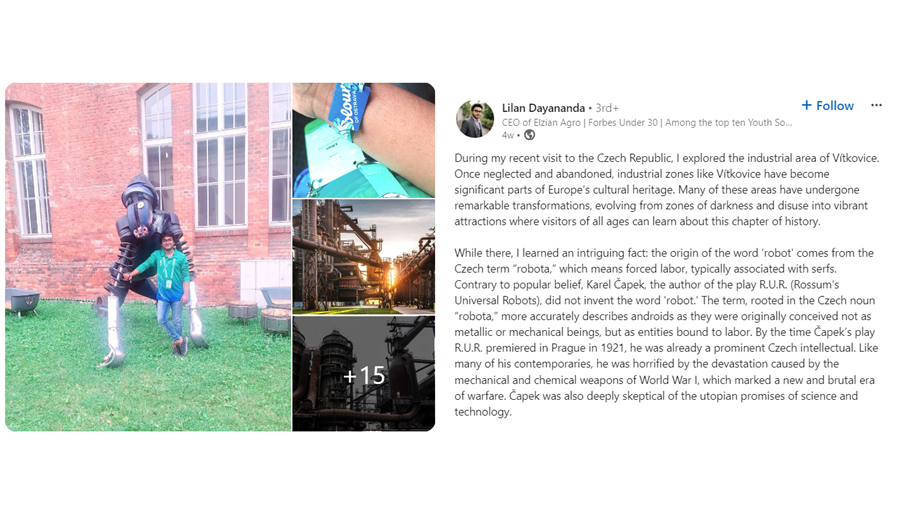 Colours
OF OSTRAVA
+15
Lilan Dayananda • 3rd+
+ Follow
CEO of Elzian Agro | Forbes Under 30 | Among the top ten Youth So...
4w •
During my recent visit to the Czech Republic, I explored the industrial area of Vítkovice.
Once neglected and abandoned, industrial zones like Vítkovice have become
significant parts of Europe's cultural heritage. Many of these areas have undergone
remarkable transformations, evolving from zones of darkness and disuse into vibrant
attractions where visitors of all ages can learn about this chapter of history.
While there, I learned an intriguing fact: the origin of the word 'robot' comes from the
Czech term “robota,” which means forced labor, typically associated with serfs.
Contrary to popular belief, Karel Čapek, the author of the play R.U.R. (Rossum’s
Universal Robots), did not invent the word 'robot.' The term, rooted in the Czech noun
“robota,” more accurately describes androids as they were originally conceived not as
metallic or mechanical beings, but as entities bound to labor. By the time Čapek’s play
R.U.R. premiered in Prague in 1921, he was already a prominent Czech intellectual. Like
many of his contemporaries, he was horrified by the devastation caused by the
mechanical and chemical weapons of World War I, which marked a new and brutal era
of warfare. Čapek was also deeply skeptical of the utopian promises of science and
technology.